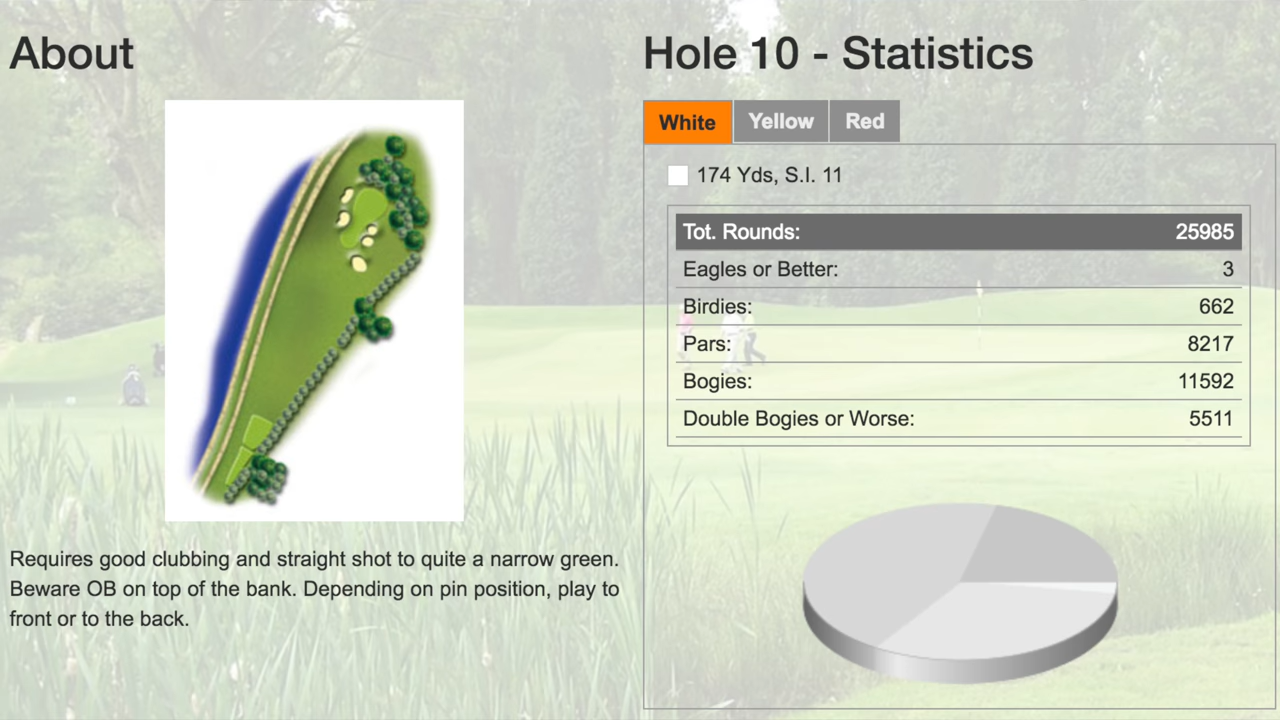 About
Requires good clubbing and straight shot to quite a narrow green.
Beware OB on top of the bank. Depending on pin position, play to
front or to the back.
Hole 10 - Statistics
White Yellow Red
174 Yds, S.I. 11
Tot. Rounds: 25985
Eagles or Better: 3
Birdies: 662
Pars: 8217
Bogies: 11592
Double Bogies or Worse: 5511